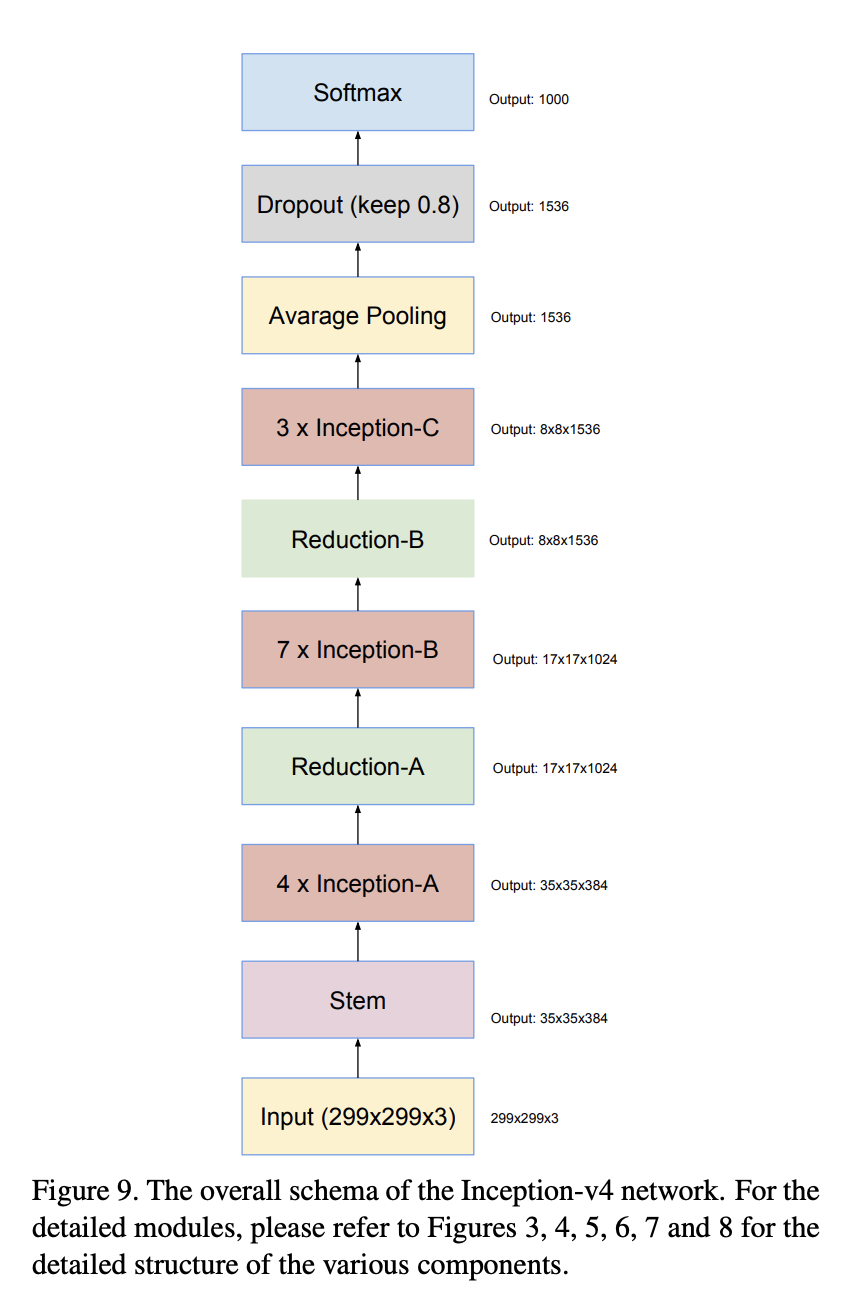 Softmax
Output: 1000
Dropout (keep 0.8)
Output: 1536
Avarage Pooling
Output: 1536
3 x Inception-C
Output: 8x8x1536
Reduction-B
Output: 8x8x1536
7 x Inception-B
Output: 17x17x1024
Reduction-A
Output: 17x17x1024
4 x Inception-A
Output: 35x35x384
Stem
Output: 35x35x384
Input (299x299x3)
299x299x3
Figure 9. The overall schema of the Inception-v4 network. For the
detailed modules, please refer to Figures 3, 4, 5, 6, 7 and 8 for the
detailed structure of the various components.